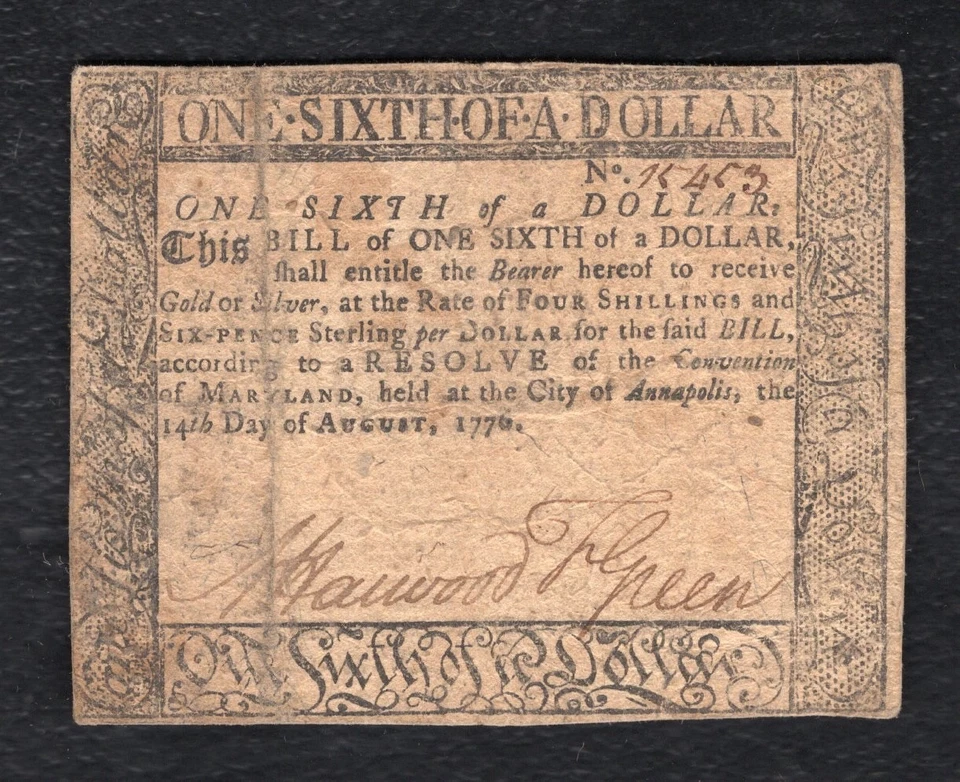 ONE·SIXTH·OF·A·DOLLAR
No. 15453
ONE SIXTH of a DOLLAR.
This BILL of ONE SIXTH of a DOLLAR,
ſhall entitle the Bearer hereof to receive
Gold or Silver, at the Rate of FOUR SHILLINGS and
SIX-PENCE Sterling per DOLLAR for the ſaid BILL,
according to a RESOLVE of the Convention
of MARYLAND, held at the City of Annapolis, the
14th Day of AUGUST, 1776.
Harwood F Green
One Sixth of a Dollar